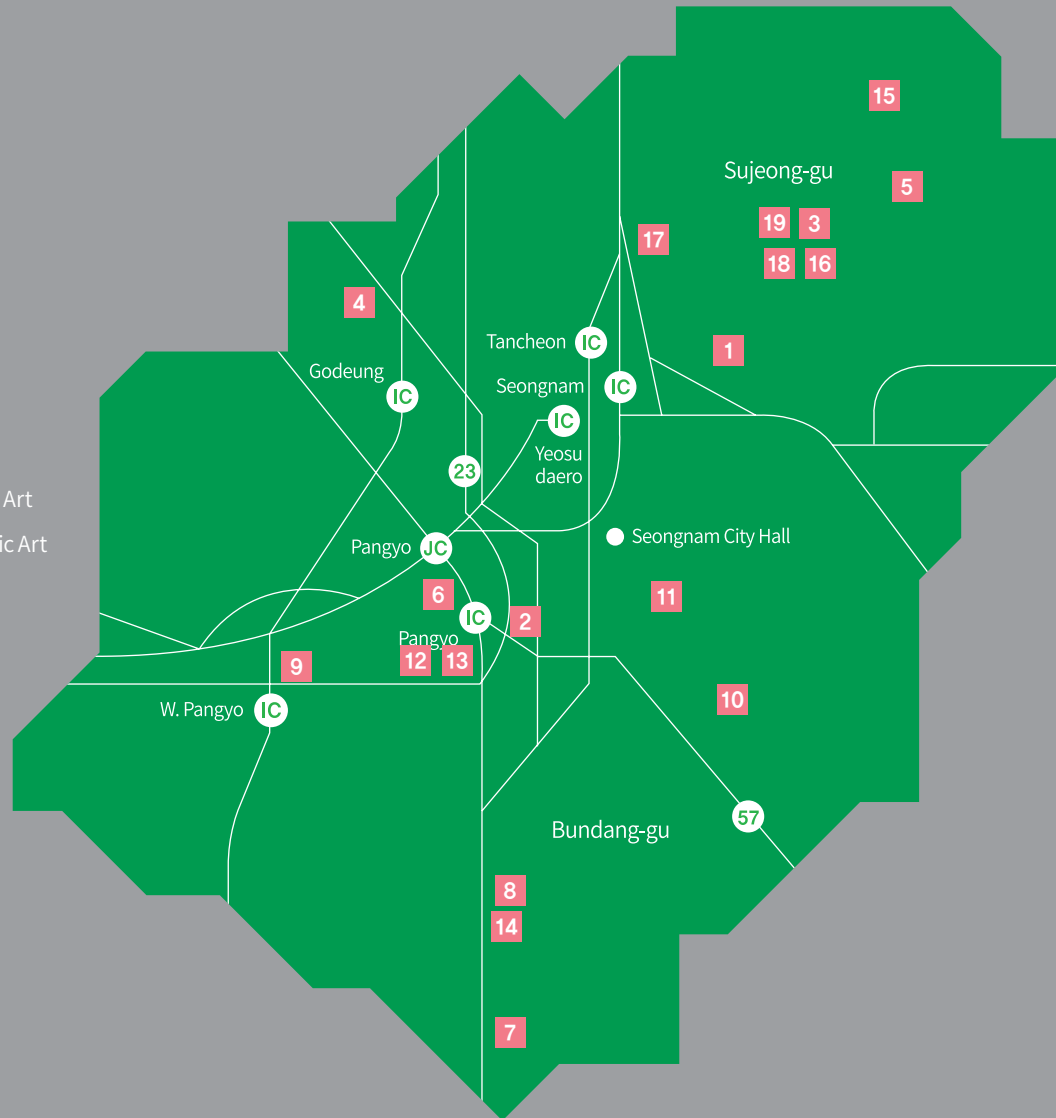 15
Sujeong-gu
5
19 3
17
18 16
4
Tancheon IC
1
Godeung
Seongnam IC
IC
IC
Yeosu
daero
23
Art
ic Art
Seongnam City Hall
Pangyo JC
6
11
IC
2
Pangyo
12 13
9
10
W. Pangyo IC
57
Bundang-gu
8
14
7